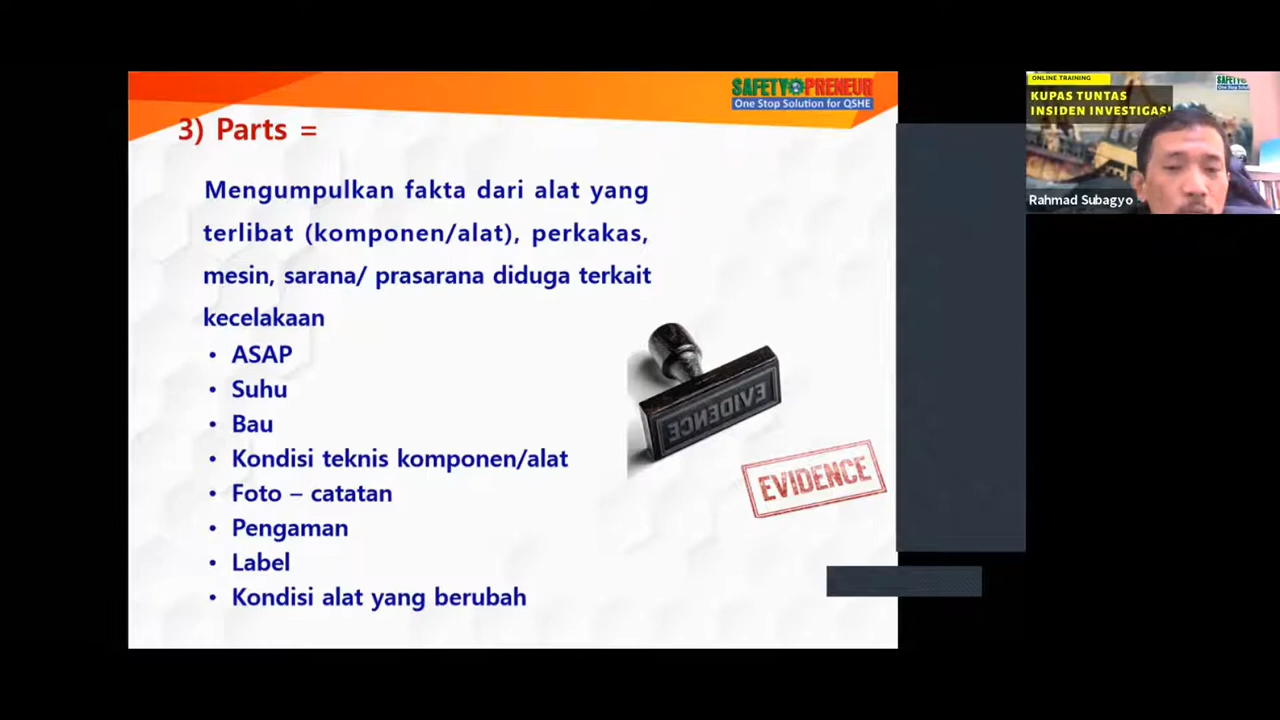 SAFETY PRENEUR
One Stop Solution for QSHE
3) Parts =
Mengumpulkan fakta dari alat yang
terlibat (komponen/alat), perkakas,
mesin, sarana/ prasarana diduga terkait
kecelakaan
• ASAP
• Suhu
• Bau
• Kondisi teknis komponen/alat
• Foto – catatan
• Pengaman
• Label
• Kondisi alat yang berubah
EVIDENCE
EVIDENCE
ONLINE TRAINING
KUPAS TUNTAS
INSIDEN INVESTIGASI
Rahmad Subagyo